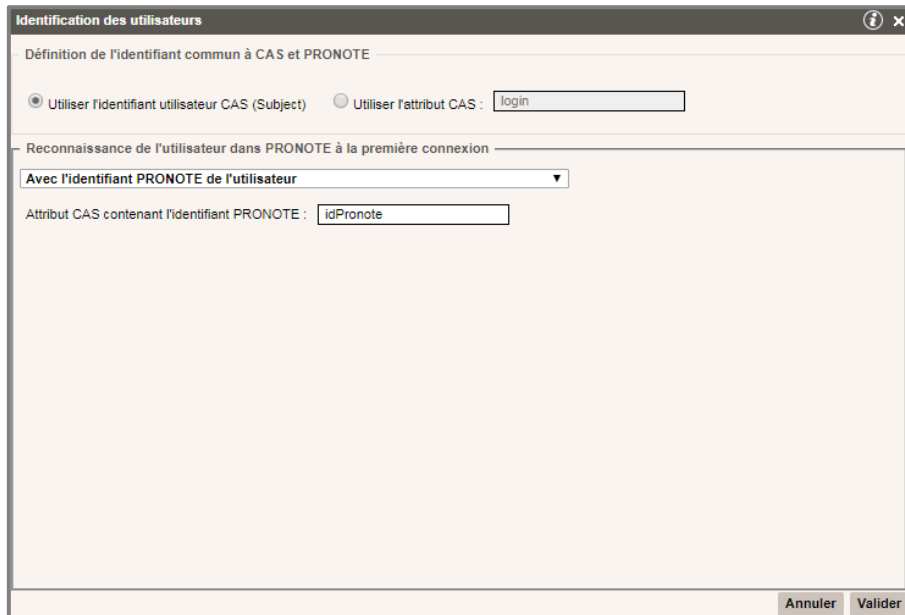 Identification des utilisateurs
Définition de l'identifiant commun à CAS et PRONOTE
Utiliser l'identifiant utilisateur CAS (Subject) Utiliser l'attribut CAS : login
Reconnaissance de l'utilisateur dans PRONOTE à la première connexion
Avec l'identifiant PRONOTE de l'utilisateur
Attribut CAS contenant l'identifiant PRONOTE : idPronote
Annuler Valider